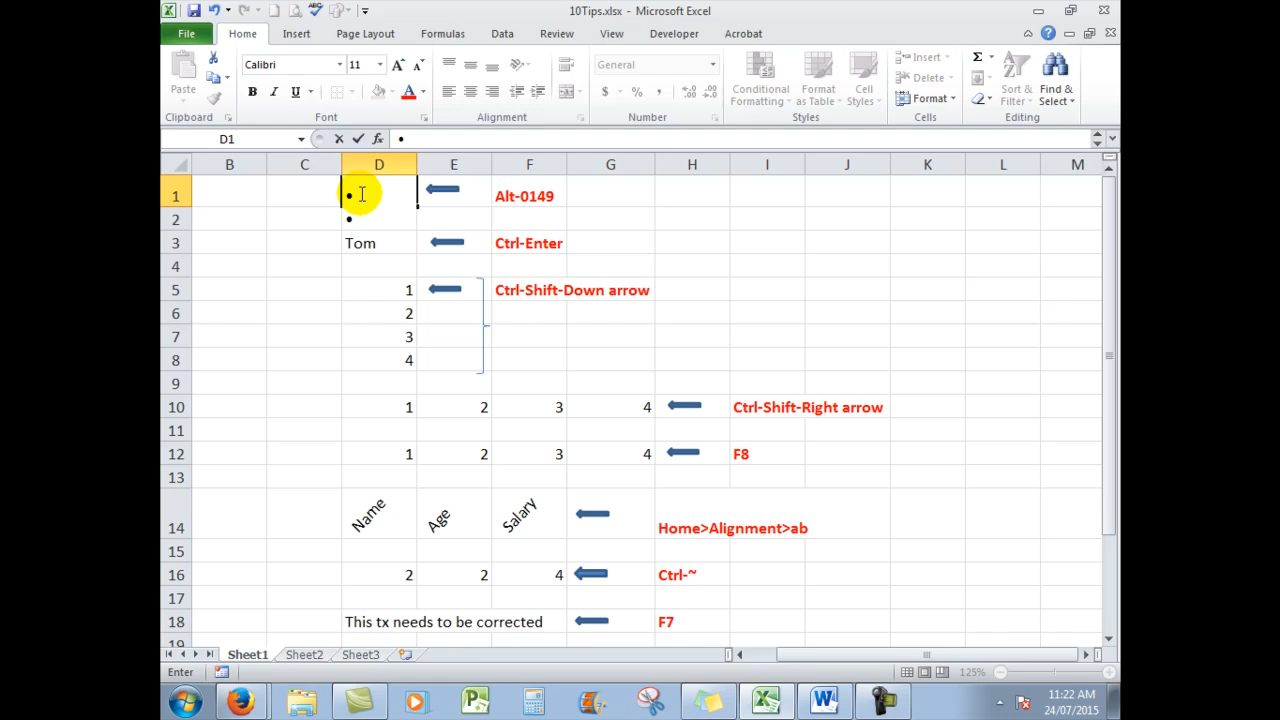 10Tips.xlsx - Microsoft Excel
File Home Insert Page Layout Formulas Data Review View Developer Acrobat
Calibri 11 A A General
Paste B I U A $ % , Conditional Formatting Format as Table Cell Styles Insert Delete Format Σ Sort & Filter Find & Select
Clipboard Font Alignment Number Styles Cells Editing
D1 fx •
B C D E F G H I J K L M
1 • Alt-0149
2 •
3 Tom Ctrl-Enter
4
5 1 Ctrl-Shift-Down arrow
6 2
7 3
8 4
9
10 1 2 3 4 Ctrl-Shift-Right arrow
11
12 1 2 3 4 F8
13
14 Name Age Salary Home>Alignment>ab
15
16 2 2 4 Ctrl-~
17
18 This tx needs to be corrected F7
19
Sheet1 Sheet2 Sheet3
Enter 125%
11:22 AM
24/07/2015